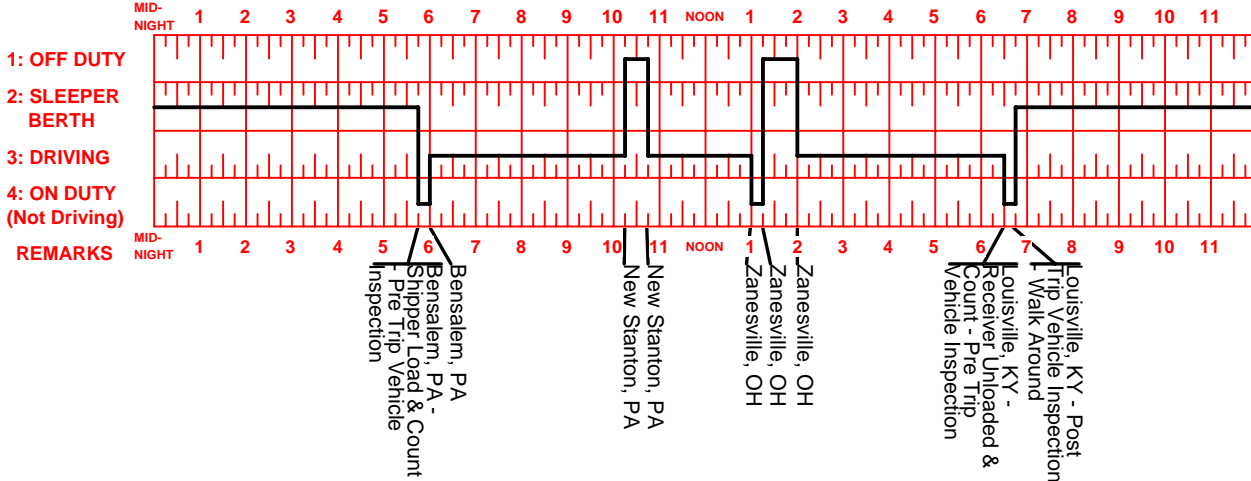 MID-
NIGHT 1 2 3 4 5 6 7 8 9 10 11 NOON 1 2 3 4 5 6 7 8 9 10 11
1: OFF DUTY
2: SLEEPER
BERTH
3: DRIVING
4: ON DUTY
(Not Driving)
REMARKS
MID-
NIGHT 1 2 3 4 5 6 7 8 9 10 11 NOON 1 2 3 4 5 6 7 8 9 10 11
Bensalem, PA -
Shipper Load & Count
- Pre Trip Vehicle
Inspection
Bensalem, PA
New Stanton, PA
New Stanton, PA
Zanesville, OH
Zanesville, OH
Zanesville, OH
Louisville, KY -
Receiver Unloaded &
Count - Pre Trip
Vehicle Inspection
Louisville, KY - Post
Trip Vehicle Inspection
- Walk Around